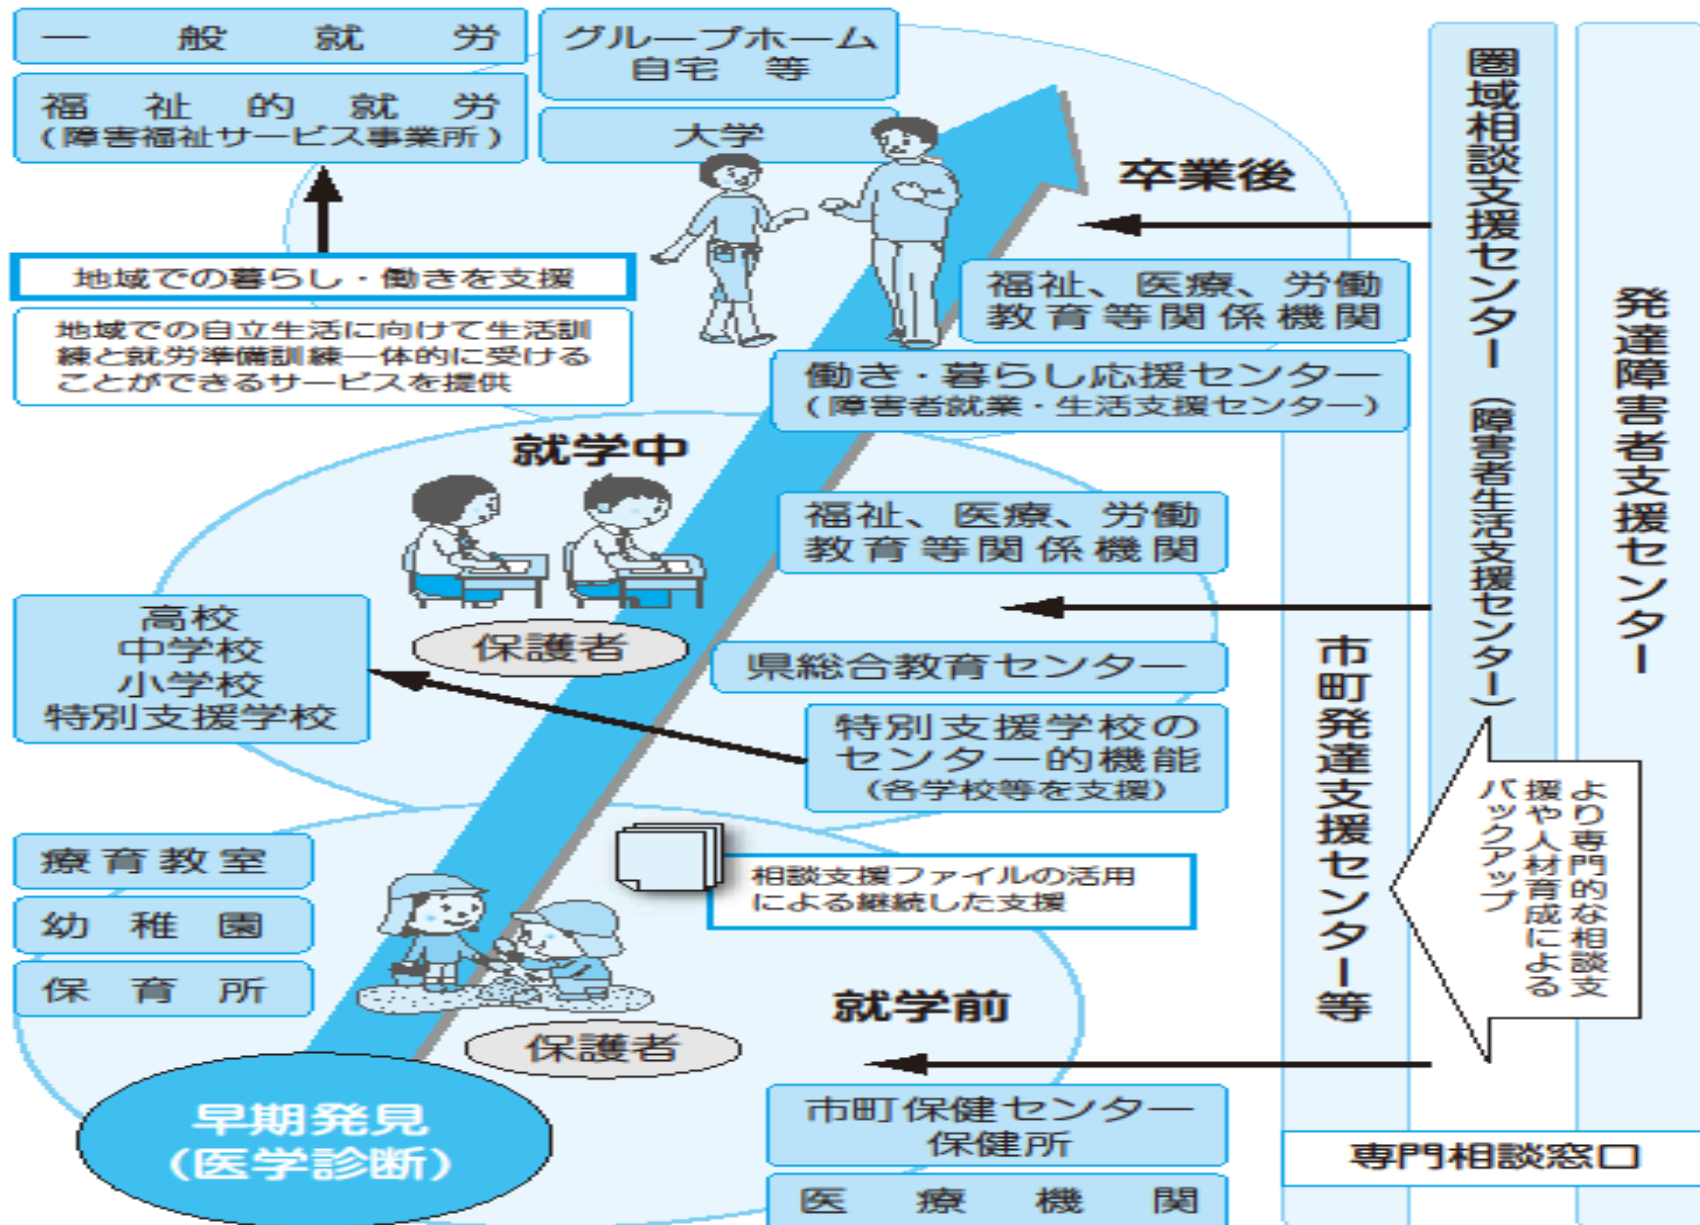 一般就労
福祉的就労
(障害福祉サービス事業所)
グループホーム
自宅 等
大学
卒業後
地域での暮らし・働きを支援
地域での自立生活に向けて生活訓
練と就労準備訓練一体的に受ける
ことができるサービスを提供
福祉、医療、労働
教育等関係機関
働き・暮らし応援センター
(障害者就業・生活支援センター)
就学中
福祉、医療、労働
教育等関係機関
高校
中学校
小学校
特別支援学校
保護者
県総合教育センター
特別支援学校の
センター的機能
(各学校等を支援)
療育教室
幼稚園
保育所
相談支援ファイルの活用
による継続した支援
就学前
保護者
早期発見
(医学診断)
市町保健センター
保健所
医療機関
市町発達支援センター等
圏域相談支援センター(障害者生活支援センター)
発達障害者支援センター
より専門的な相談支
援や人材育成による
バックアップ
専門相談窓口